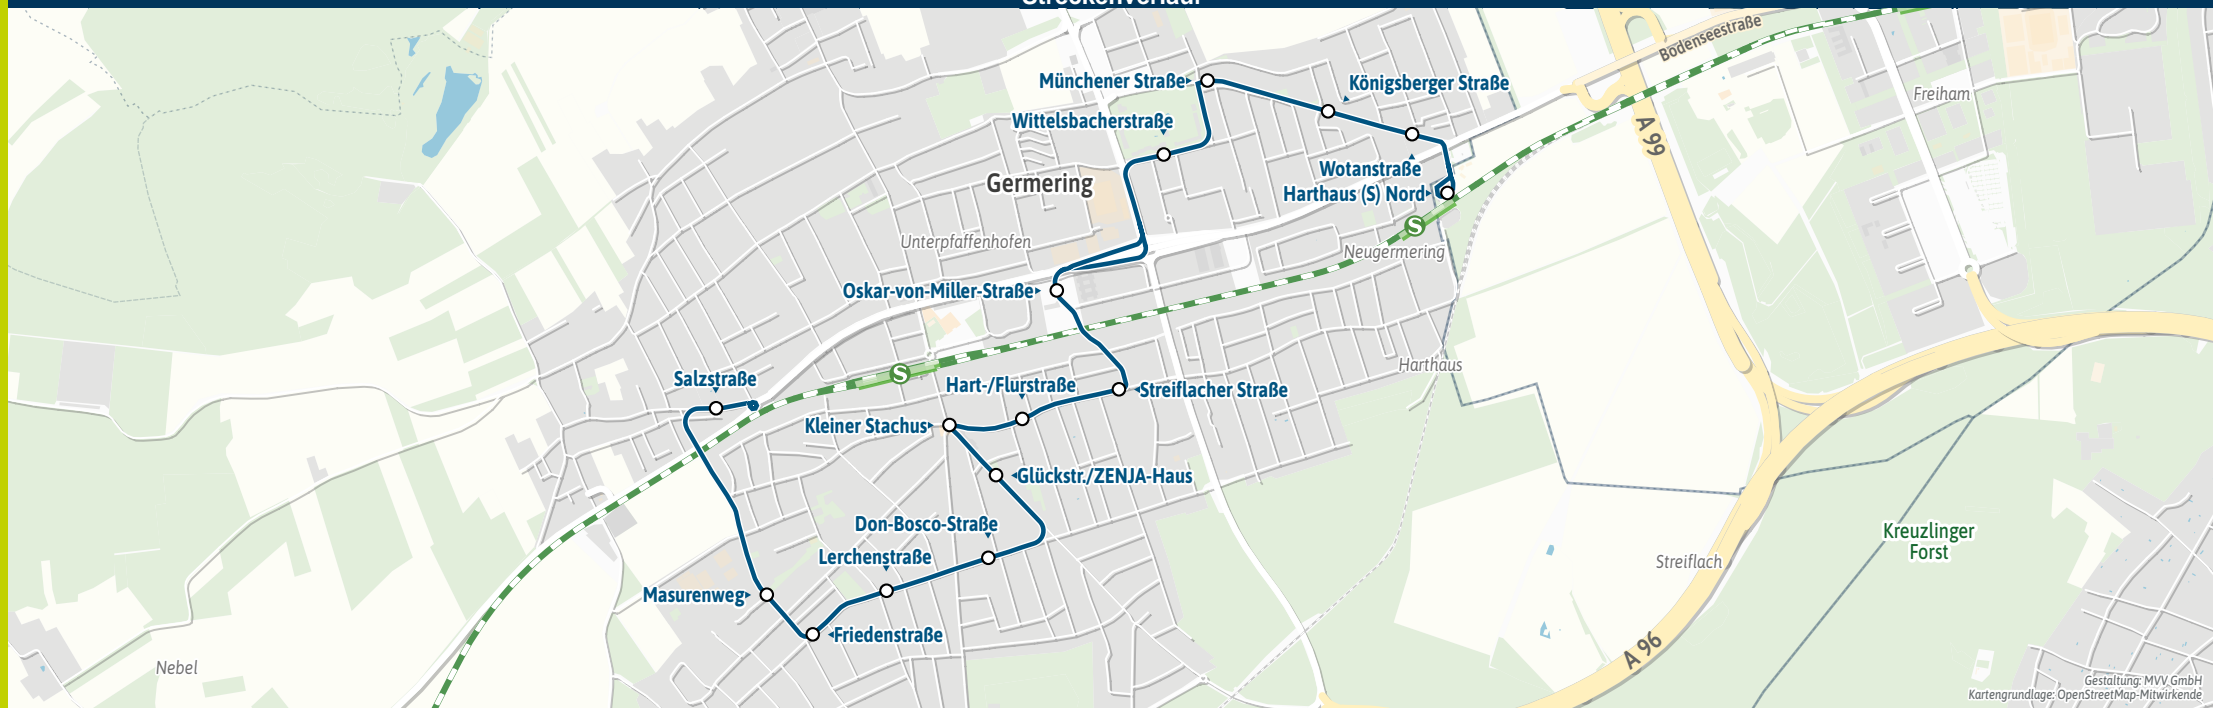 Streckenverlauf
Bodenseestraße
Münchener Straße
Königsberger Straße
Freiham
Wittelsbacherstraße
A 99
Wotanstraße
Germering
Harthaus (S) Nord
S
Unterpfaffenhofen
Neugermering
Oskar-von-Miller-Straße
Harthaus
S
Salzstraße
Hart-/Flurstraße
Streiflacher Straße
Kleiner Stachus
Glückstr./ZENJA-Haus
Don-Bosco-Straße
Kreuzlinger
Forst
Lerchenstraße
Streiflach
Masurenweg
Friedenstraße
A 96
Nebel
Gestaltung: MVV GmbH
Kartengrundlage: OpenStreetMap-Mitwirkende